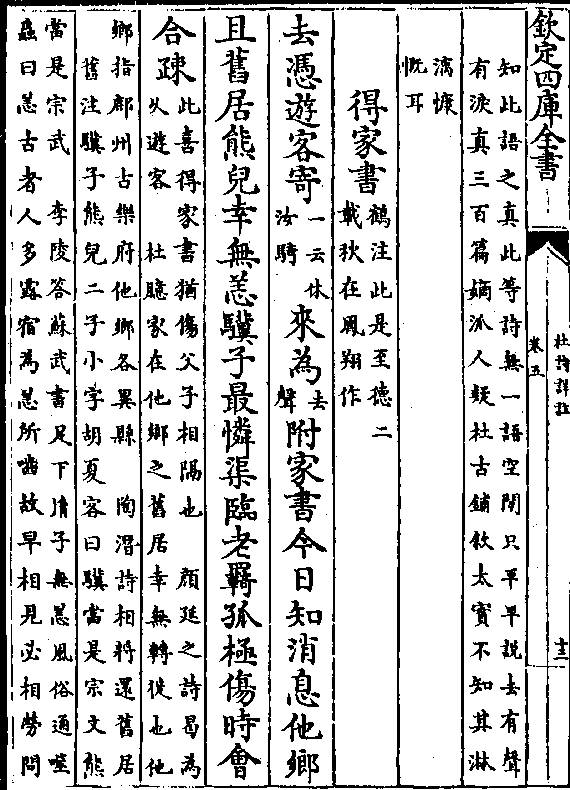 欽定四庫全書
杜詩詳註
卷五
十三
知此語之真此等詩無一語空閒只平平說去有聲
有淚真三百篇嫡派人疑杜古鋪敘太實不知其淋
漓慷
慨耳
得家書
鶴注此是至德二
載狄在鳳翔作
去憑遊客寄
一云休
汝騎
來為
去
聲
附家書今日知消息他鄉
且舊居熊兒幸無恙驥子最憐渠臨老羈孤極傷時會
合疎
此喜得家書猶傷父子相隔也 顏延之詩曷為
久遊客 杜臆家在他鄉之舊居幸無轉徙也他
鄉指鄜州古樂府他鄉各異縣 陶潛詩相將還舊居
舊注驥子熊兒二子小字胡夏客曰驥當是宗文熊
當是宗武 李陵答蘇武書足下㣧子無恙風俗通噬
蟲曰恙古者人多露宿為恙所噬故早相見必相勞問